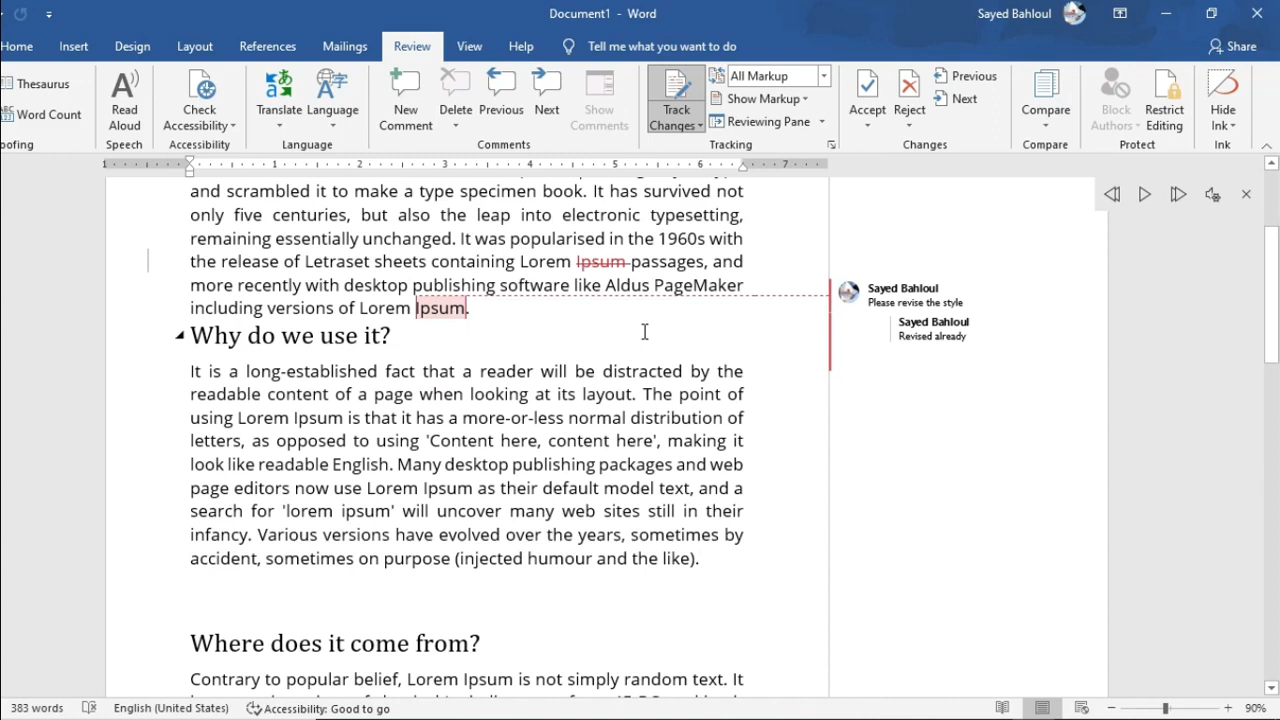 Document1 - Word
Sayed Bahloul
Home
Insert
Design
Layout
References
Mailings
Review
View
Help
Tell me what you want to do
Share
Thesaurus
Word Count
oofing
Read
Aloud
Speech
Check
Accessibility
Accessibility
Translate
Language
Language
New
Comment
Delete
Previous
Next
Show
Comments
Comments
Track
Changes
All Markup
Show Markup
Reviewing Pane
Tracking
Accept
Reject
Previous
Next
Changes
Compare
Compare
Block
Authors
Restrict
Editing
Protect
Hide
Ink
Ink
1 1 2 3 4 5 6 7
and scrambled it to make a type specimen book. It has survived not
only five centuries, but also the leap into electronic typesetting,
remaining essentially unchanged. It was popularised in the 1960s with
the release of Letraset sheets containing Lorem Ipsum passages, and
more recently with desktop publishing software like Aldus PageMaker
including versions of Lorem Ipsum.
Sayed Bahloul
Please revise the style
Sayed Bahloul
Revised already
Why do we use it?
It is a long-established fact that a reader will be distracted by the
readable content of a page when looking at its layout. The point of
using Lorem Ipsum is that it has a more-or-less normal distribution of
letters, as opposed to using 'Content here, content here', making it
look like readable English. Many desktop publishing packages and web
page editors now use Lorem Ipsum as their default model text, and a
search for 'lorem ipsum' will uncover many web sites still in their
infancy. Various versions have evolved over the years, sometimes by
accident, sometimes on purpose (injected humour and the like).
Where does it come from?
Contrary to popular belief, Lorem Ipsum is not simply random text. It
383 words
English (United States)
Accessibility: Good to go
90%